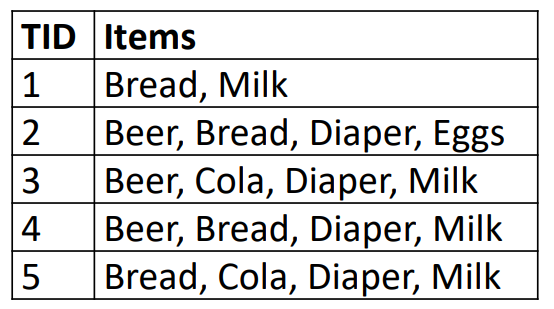 TID Items
1 Bread, Milk
2 Beer, Bread, Diaper, Eggs
3 Beer, Cola, Diaper, Milk
4 Beer, Bread, Diaper, Milk
5 Bread, Cola, Diaper, Milk